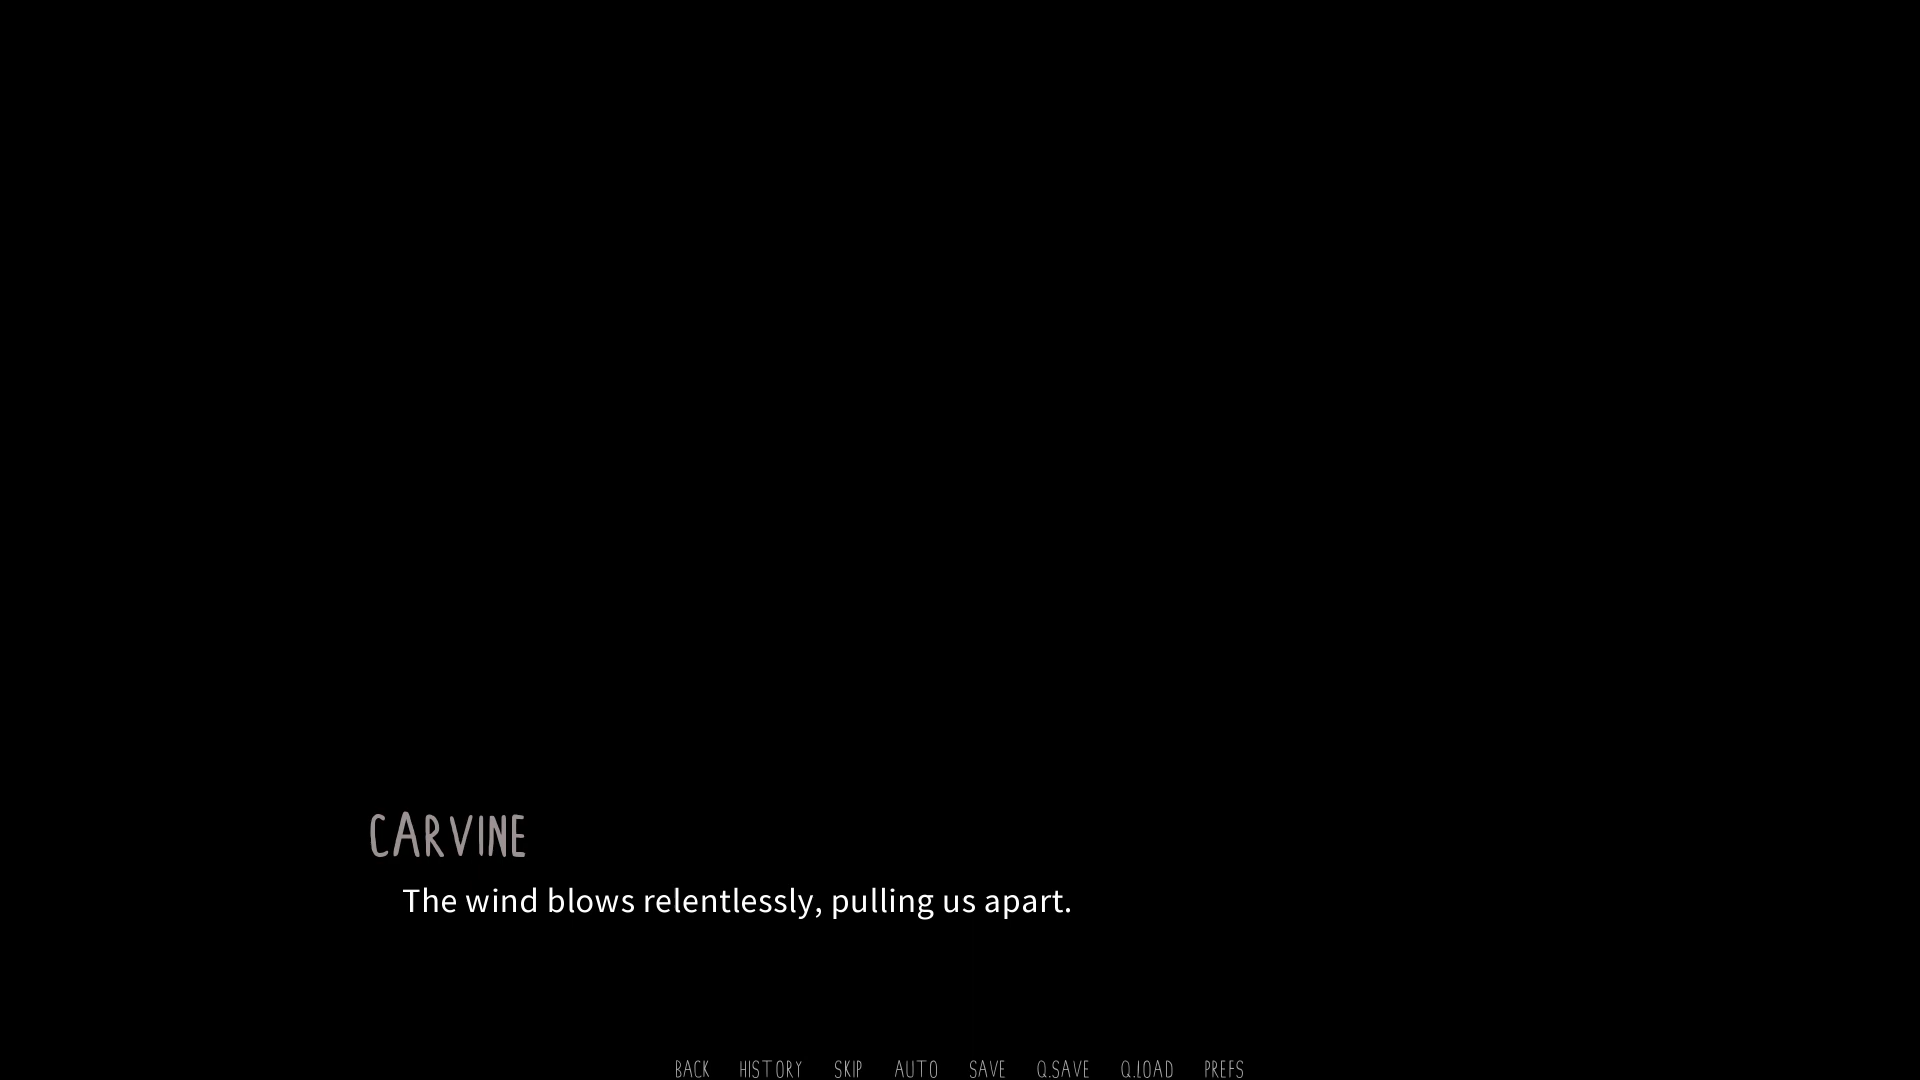 CARVINE
The wind blows relentlessly, pulling us apart.
BACK HISTORY SKIP AUTO SAVE Q.SAVE Q.LOAD PREFS